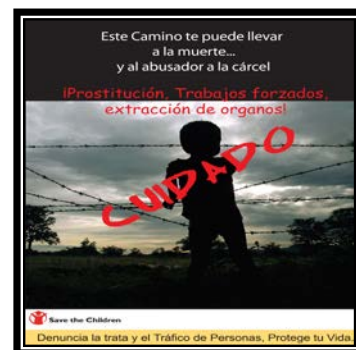 Este Camino te puede llevar
a la muerte...
y al abusador a la cárcel
¡Prostitución, Trabajos forzados,
extracción de organos!
CUIDADO
Save the Children
Denuncia la trata y el Tráfico de Personas, Protege tu Vida.